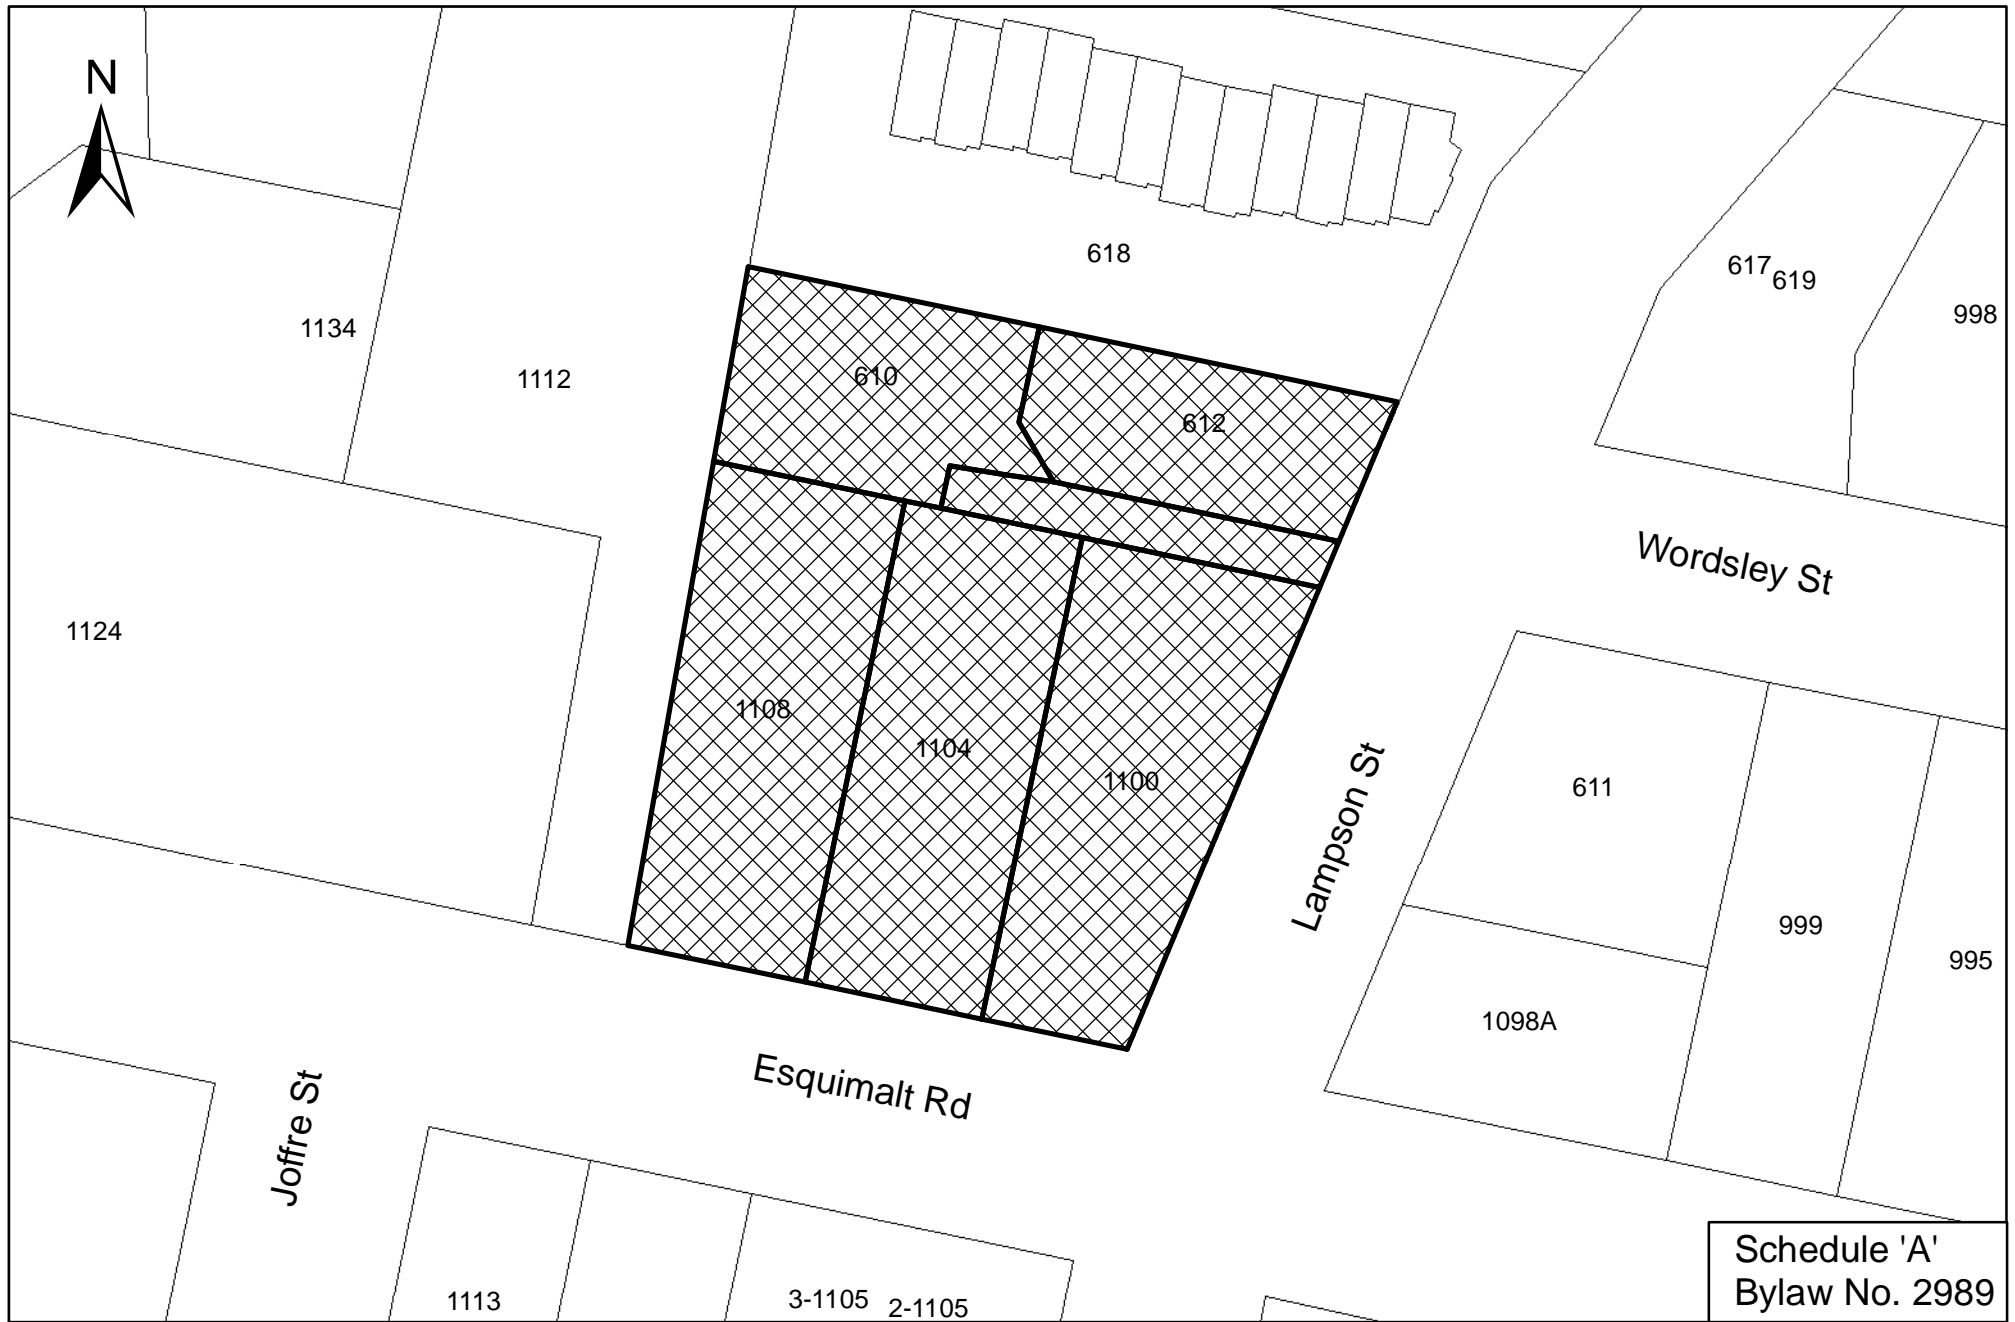 N
618
617
619
998
1134
1112
610
612
Wordsley St
1124
1108
1104
1100
Lampson St
611
999
995
1098A
Esquimalt Rd
Joffre St
1113
3-1105
2-1105
Schedule 'A'
Bylaw No. 2989